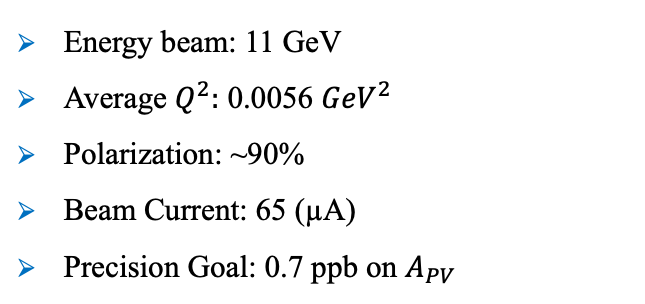 ➢ Energy beam: 11 GeV
➢ Average Q²: 0.0056 GeV²
➢ Polarization: ~90%
➢ Beam Current: 65 (μA)
➢ Precision Goal: 0.7 ppb on A_PV